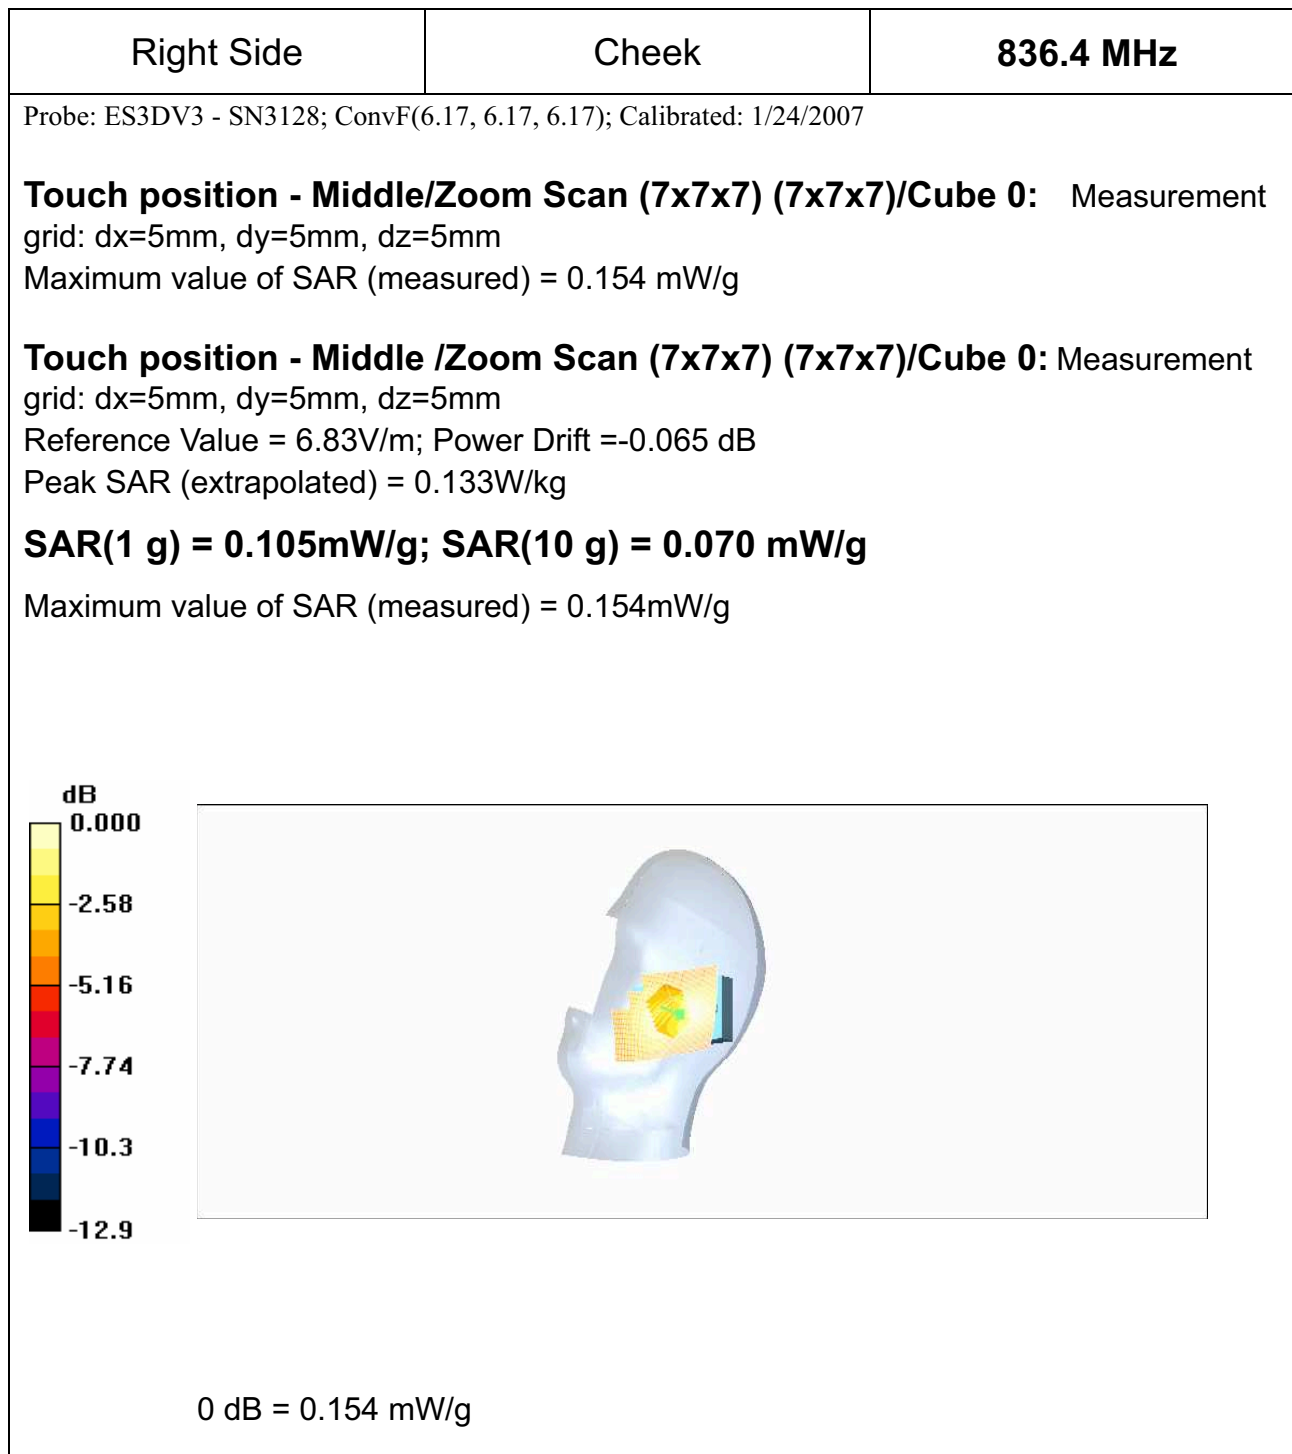 Right Side Cheek 836.4 MHz
Probe: ES3DV3 - SN3128; ConvF(6.17, 6.17, 6.17); Calibrated: 1/24/2007
Touch position - Middle/Zoom Scan (7x7x7) (7x7x7)/Cube 0: Measurement
grid: dx=5mm, dy=5mm, dz=5mm
Maximum value of SAR (measured) = 0.154 mW/g
Touch position - Middle /Zoom Scan (7x7x7) (7x7x7)/Cube 0: Measurement
grid: dx=5mm, dy=5mm, dz=5mm
Reference Value = 6.83V/m; Power Drift =-0.065 dB
Peak SAR (extrapolated) = 0.133W/kg
SAR(1 g) = 0.105mW/g; SAR(10 g) = 0.070 mW/g
Maximum value of SAR (measured) = 0.154mW/g
dB
0.000
-2.58
-5.16
-7.74
-10.3
-12.9
0 dB = 0.154 mW/g